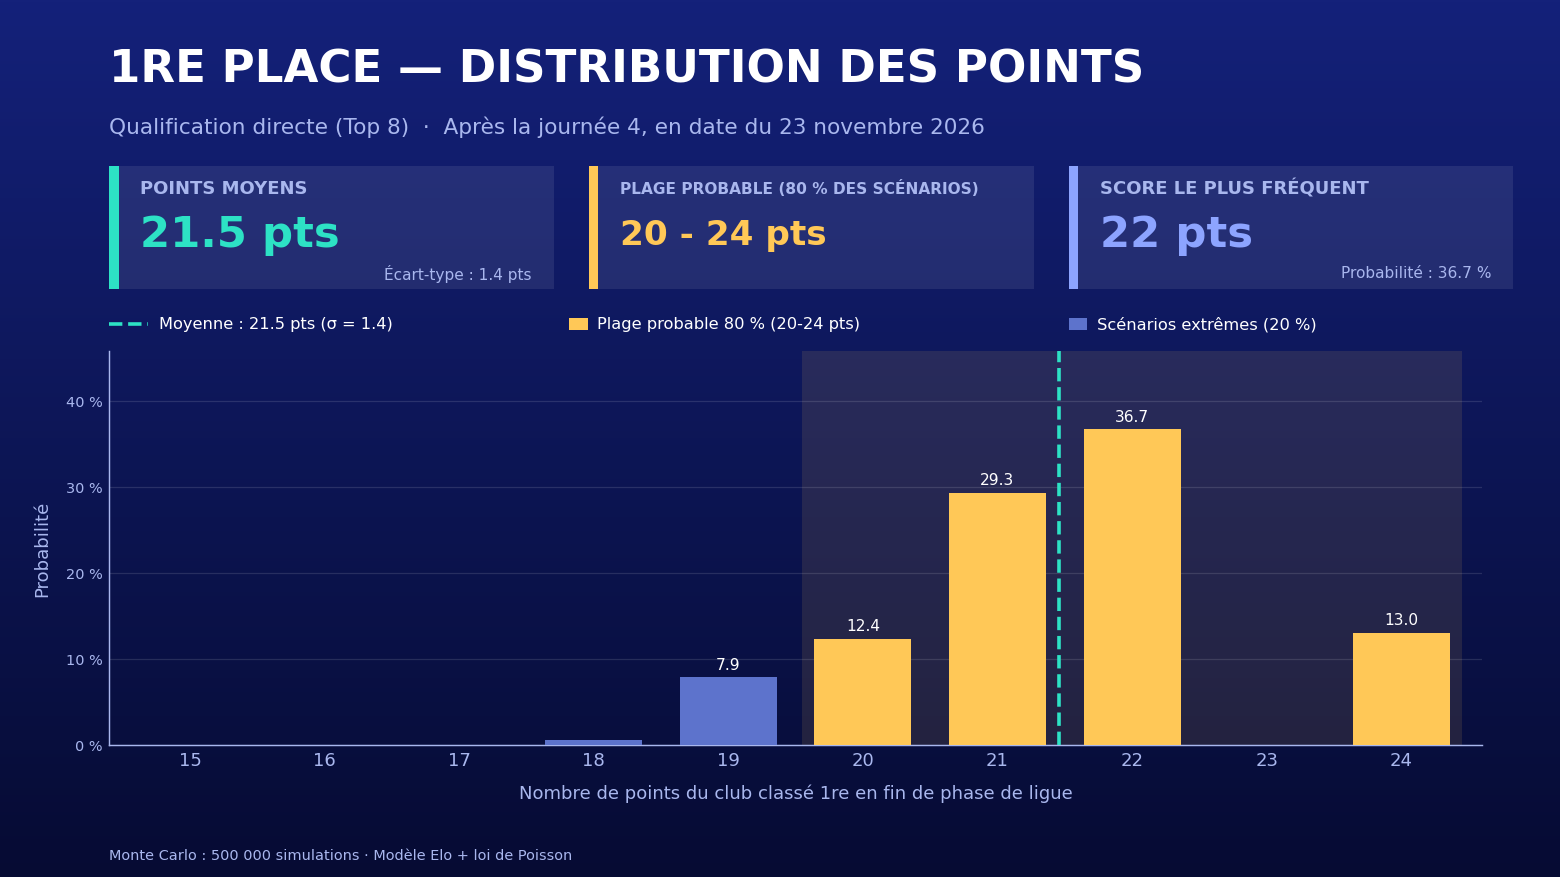 1RE PLACE — DISTRIBUTION DES POINTS
Qualification directe (Top 8)  ·  Après la journée 4, en date du 23 novembre 2026
POINTS MOYENS
21.5 pts
Écart-type : 1.4 pts
PLAGE PROBABLE (80 % DES SCÉNARIOS)
20 - 24 pts
SCORE LE PLUS FRÉQUENT
22 pts
Probabilité : 36.7 %
Moyenne : 21.5 pts (σ = 1.4)
Plage probable 80 % (20-24 pts)
Scénarios extrêmes (20 %)
Probabilité
40 %
30 %
20 %
10 %
0 %
7.9
12.4
29.3
36.7
13.0
15 16 17 18 19 20 21 22 23 24
Nombre de points du club classé 1re en fin de phase de ligue
Monte Carlo : 500 000 simulations · Modèle Elo + loi de Poisson